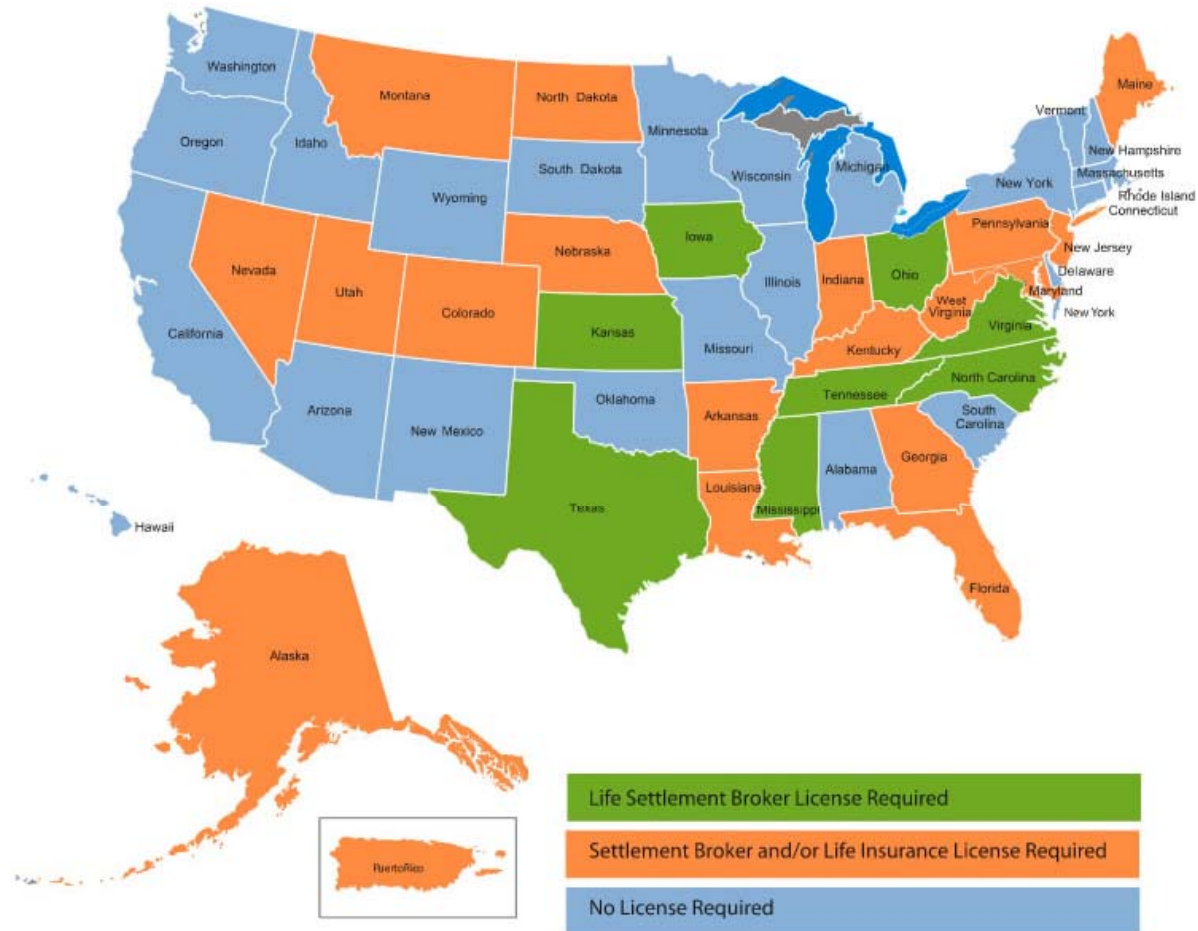 Washington
Montana
North Dakota
Maine
Vermont
Minnesota
Oregon
Idaho
New Hampshire
Massachusetts
Wisconsin
Michigan
South Dakota
New York
Rhode Island
Wyoming
Connecticut
Pennsylvania
Iowa
Nebraska
New Jersey
Nevada
Indiana
Ohio
Delaware
Illinois
Utah
Maryland
West
Virginia
Colorado
New York
Virginia
California
Kansas
Missouri
Kentucky
North Carolina
Tennessee
Oklahoma
Arizona
Arkansas
South
Carolina
New Mexico
Georgia
Alabama
Louisiana
Texas
Mississippi
Hawaii
Florida
Alaska
Life Settlement Broker License Required
Settlement Broker and/or Life Insurance License Required
PuertoRico
No License Required